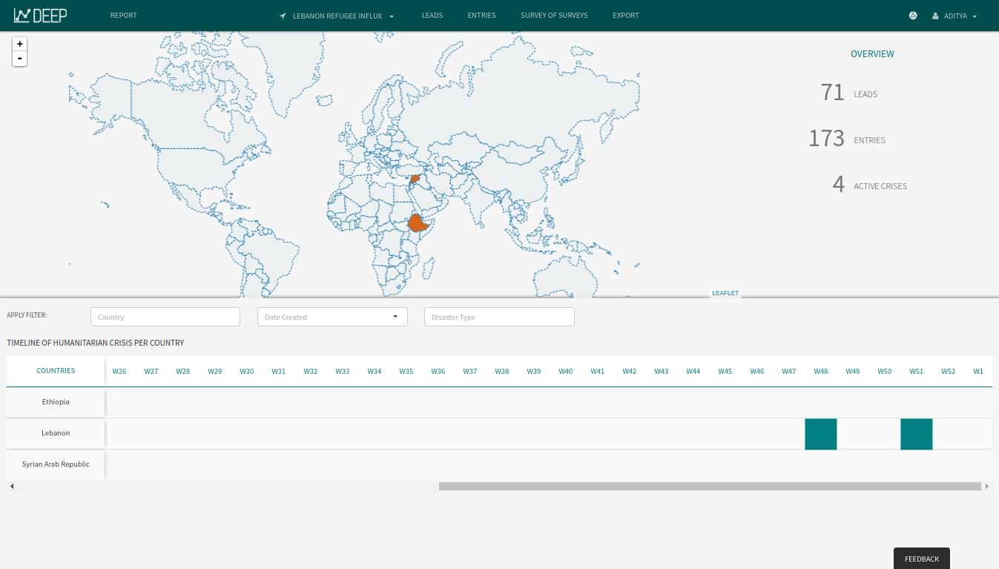 DEEP REPORT LEBANON REFUGEE INFLUX LEADS ENTRIES SURVEY OF SURVEYS EXPORT ADITYA
+
-
OVERVIEW
71 LEADS
173 ENTRIES
4 ACTIVE CRISES
LEAFLET
APPLY FILTER: Country Date Created Disaster Type
TIMELINE OF HUMANITARIAN CRISIS PER COUNTRY
COUNTRIES W26 W27 W28 W29 W30 W31 W32 W33 W34 W35 W36 W37 W38 W39 W40 W41 W42 W43 W44 W45 W46 W47 W48 W49 W50 W51 W52 W1
Ethiopia
Lebanon
Syrian Arab Republic
FEEDBACK